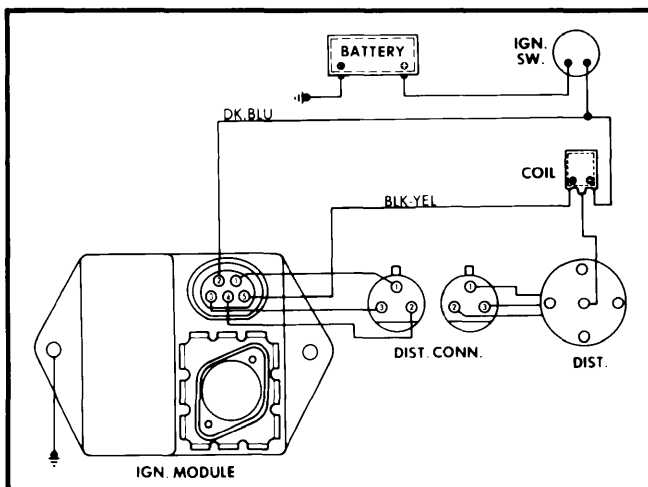 BATTERY
IGN.
SW.
DK. BLU
COIL
BLK-YEL
2 1
3 4 5
1
3 2
1
2 3
DIST. CONN.
DIST.
IGN. MODULE